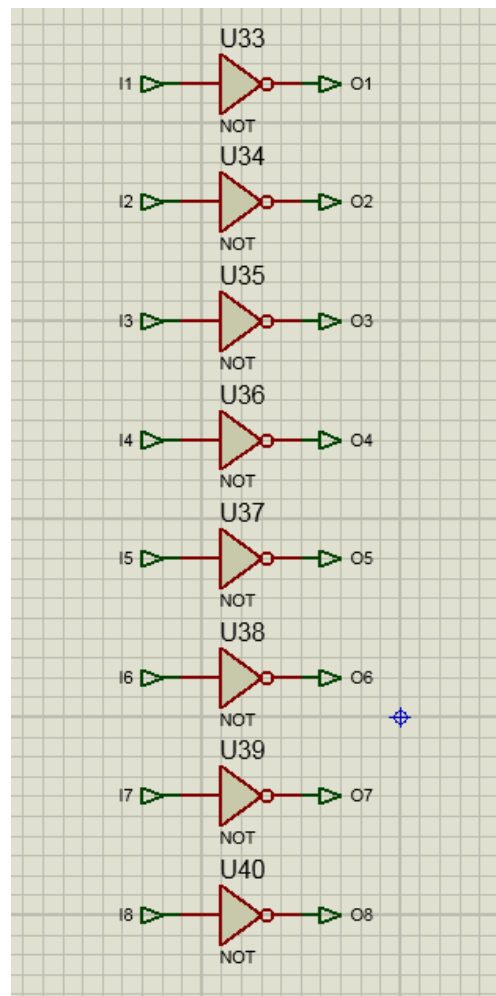 U33
I1 O1
NOT
U34
I2 O2
NOT
U35
I3 O3
NOT
U36
I4 O4
NOT
U37
I5 O5
NOT
U38
I6 O6
NOT
U39
I7 O7
NOT
U40
I8 O8
NOT